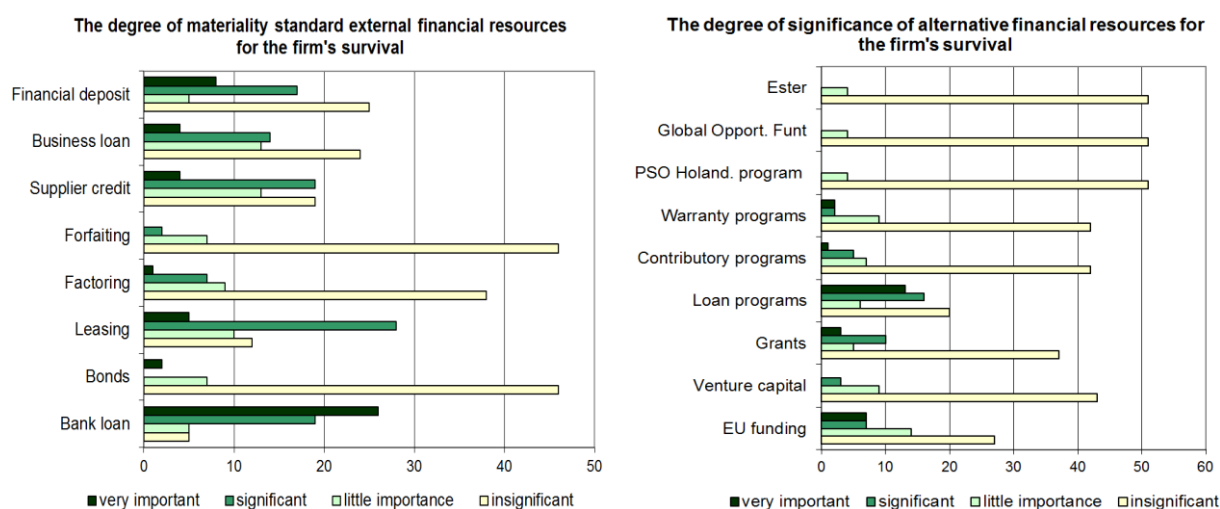 The degree of materiality standard external financial resources
for the firm's survival
Financial deposit
Business loan
Supplier credit
Forfaiting
Factoring
Leasing
Bonds
Bank loan
0 10 20 30 40 50
very important significant little importance insignificant
The degree of significance of alternative financial resources for
the firm's survival
Ester
Global Opport. Funt
PSO Holand. program
Warranty programs
Contributory programs
Loan programs
Grants
Venture capital
EU funding
0 10 20 30 40 50 60
very important significant little importance insignificant